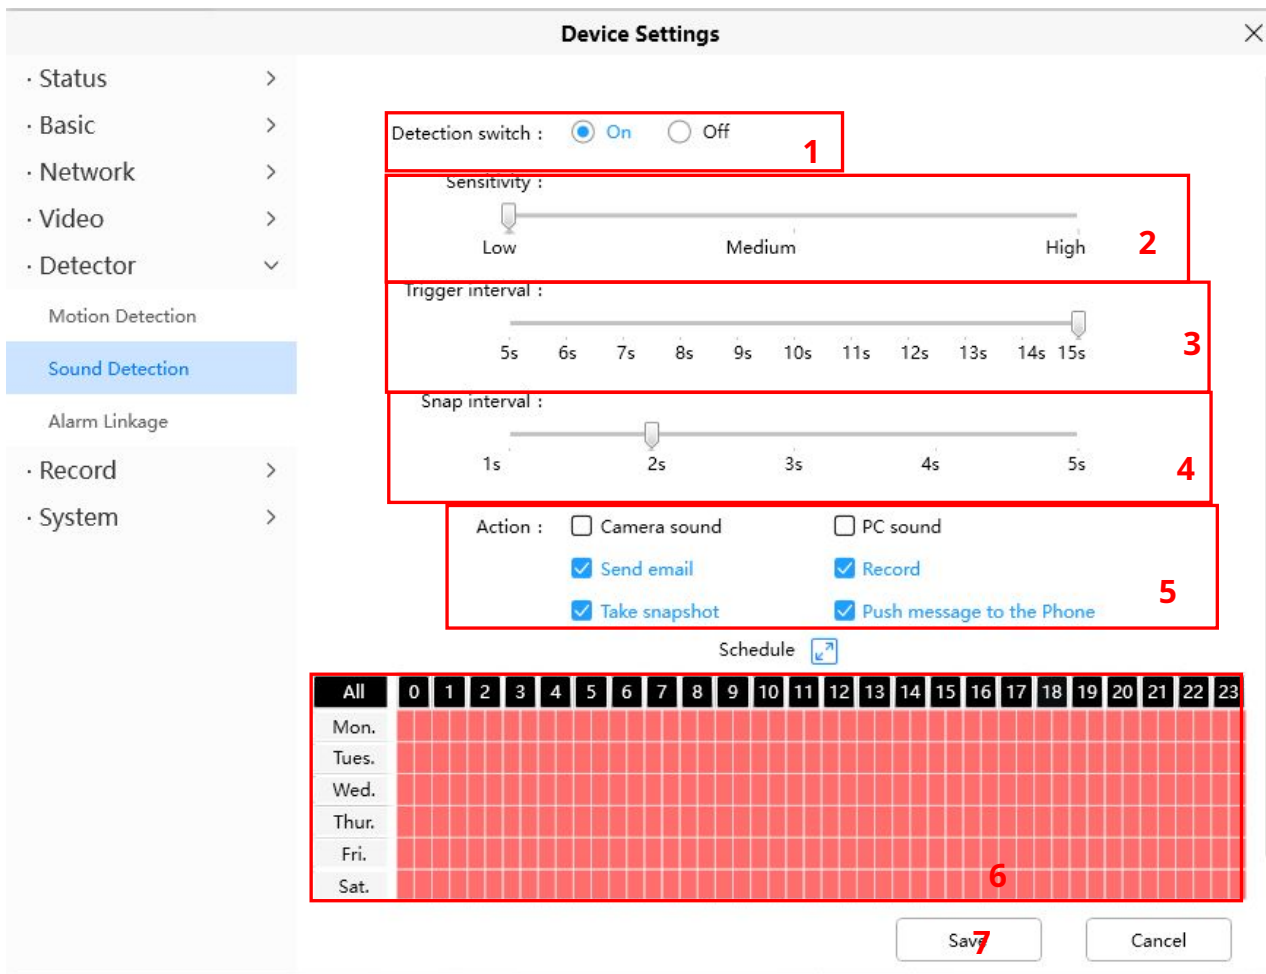 Device Settings
· Status
· Basic
· Network
· Video
· Detector
Motion Detection
Sound Detection
Alarm Linkage
· Record
· System
Detection switch : On Off
1
Sensitivity :
Low Medium High
2
Trigger interval :
5s 6s 7s 8s 9s 10s 11s 12s 13s 14s 15s
3
Snap interval :
1s 2s 3s 4s 5s
4
Action : Camera sound PC sound
Send email Record
Take snapshot Push message to the Phone
5
Schedule
All 0 1 2 3 4 5 6 7 8 9 10 11 12 13 14 15 16 17 18 19 20 21 22 23
Mon.
Tues.
Wed.
Thur.
Fri.
Sat.
6
Save Cancel
7